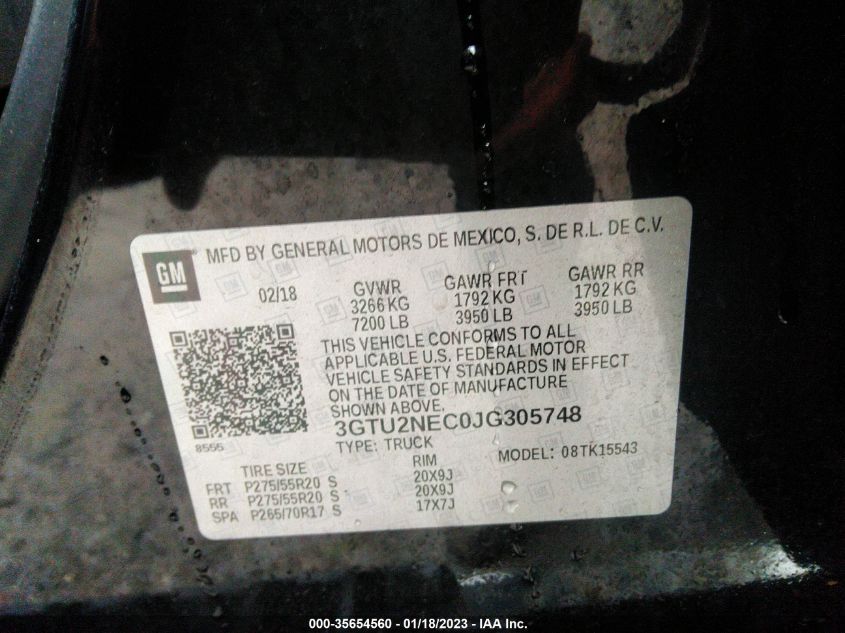 GM
MFD BY GENERAL MOTORS DE MEXICO, S. DE R.L. DE C.V.
02/18 GVWR GAWR FRT GAWR RR
3266 KG 1792 KG 1792 KG
7200 LB 3950 LB 3950 LB
THIS VEHICLE CONFORMS TO ALL
APPLICABLE U.S. FEDERAL MOTOR
VEHICLE SAFETY STANDARDS IN EFFECT
ON THE DATE OF MANUFACTURE
SHOWN ABOVE.
3GTU2NEC0JG305748
8555 TYPE: TRUCK MODEL: 08TK15543
TIRE SIZE RIM
FRT P275/55R20 S 20X9J
RR P275/55R20 S 20X9J
SPA P265/70R17 S 17X7J
000-35654560 - 01/18/2023 - IAA Inc.